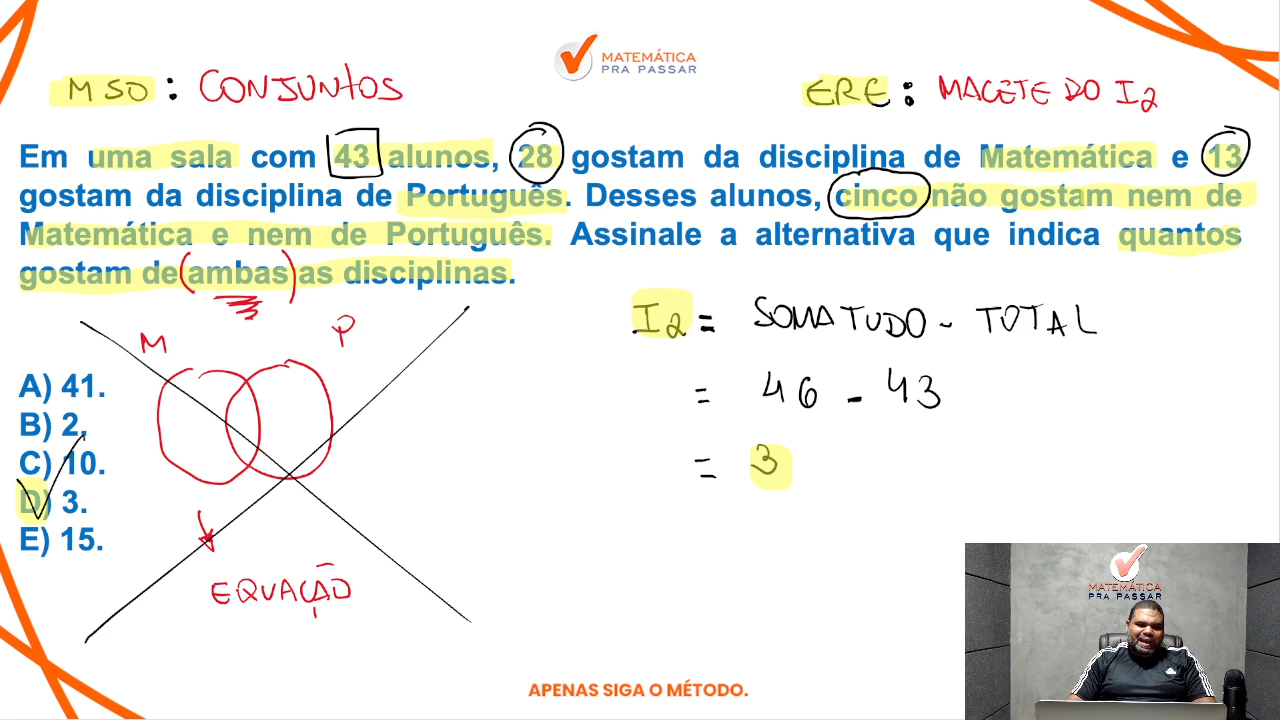 MATEMÁTICA
PRA PASSAR
MSO : CONJUNTOS
ERE : MACETE DO I2
Em uma sala com 43 alunos, 28 gostam da disciplina de Matemática e 13
gostam da disciplina de Português. Desses alunos, cinco não gostam nem de
Matemática e nem de Português. Assinale a alternativa que indica quantos
gostam de (ambas) as disciplinas.
I2 = SOMA TUDO - TOTAL
= 46 - 43
= 3
M P
A) 41.
B) 2.
C) 10.
D) 3.
E) 15.
EQUAÇÃO
MATEMÁTICA
PRA PASSAR
APENAS SIGA O MÉTODO.